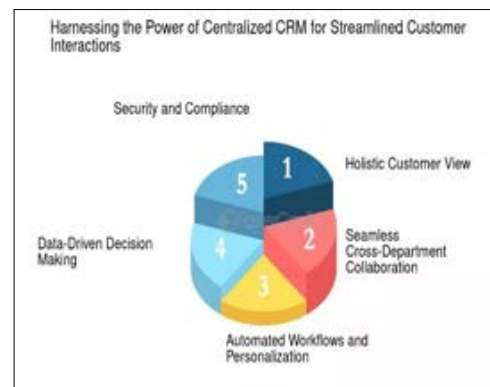 Harnessing the Power of Centralized CRM for Streamlined Customer
Interactions
Security and Compliance
1
Holistic Customer View
5
2
Seamless
Cross-Department
Collaboration
4
Data-Driven Decision
Making
3
Automated Workflows and
Personalization